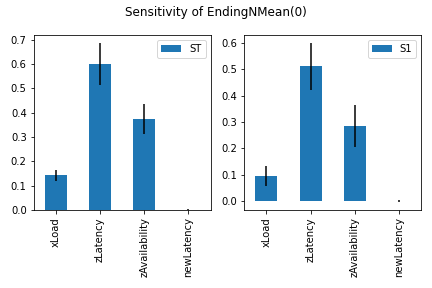 Sensitivity of EndingNMean(0)
ST
0.7
0.6
0.5
0.4
0.3
0.2
0.1
0.0
xLoad
zLatency
zAvailability
newLatency
S1
0.6
0.5
0.4
0.3
0.2
0.1
0.0
xLoad
zLatency
zAvailability
newLatency